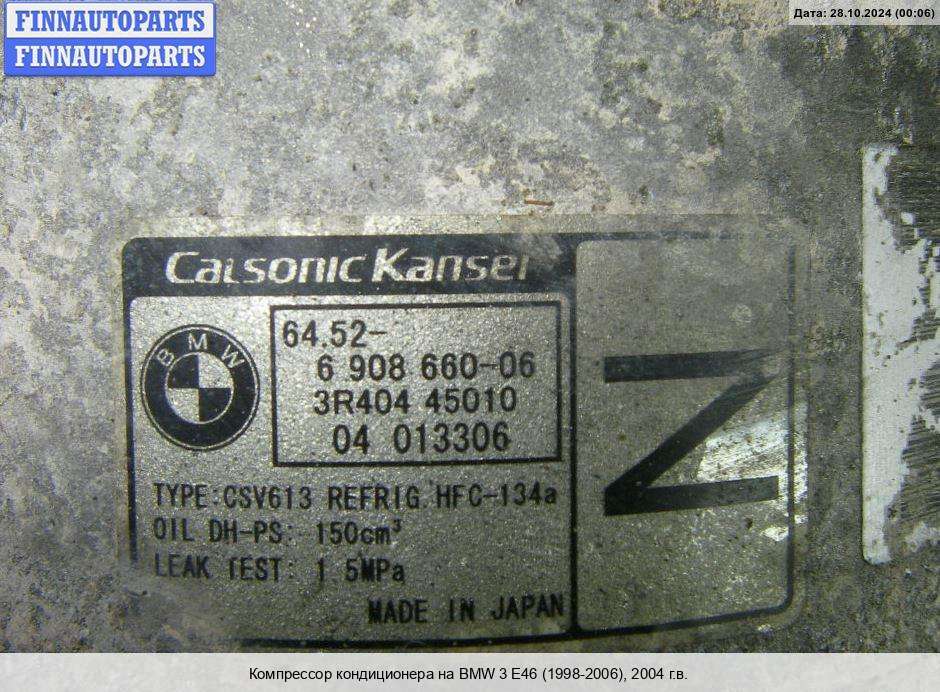 FINNAUTOPARTS
FINNAUTOPARTS
Дата: 28.10.2024 (00:06)
Calsonic Kansei
BMW
64.52-
6 908 660-06
3R404 45010
04 013306
TYPE:CSV613 REFRIG.HFC-134a
OIL DH-PS: 150cm³
LEAK TEST: 1.5MPa
MADE IN JAPAN
Z
Компрессор кондиционера на BMW 3 E46 (1998-2006), 2004 г.в.